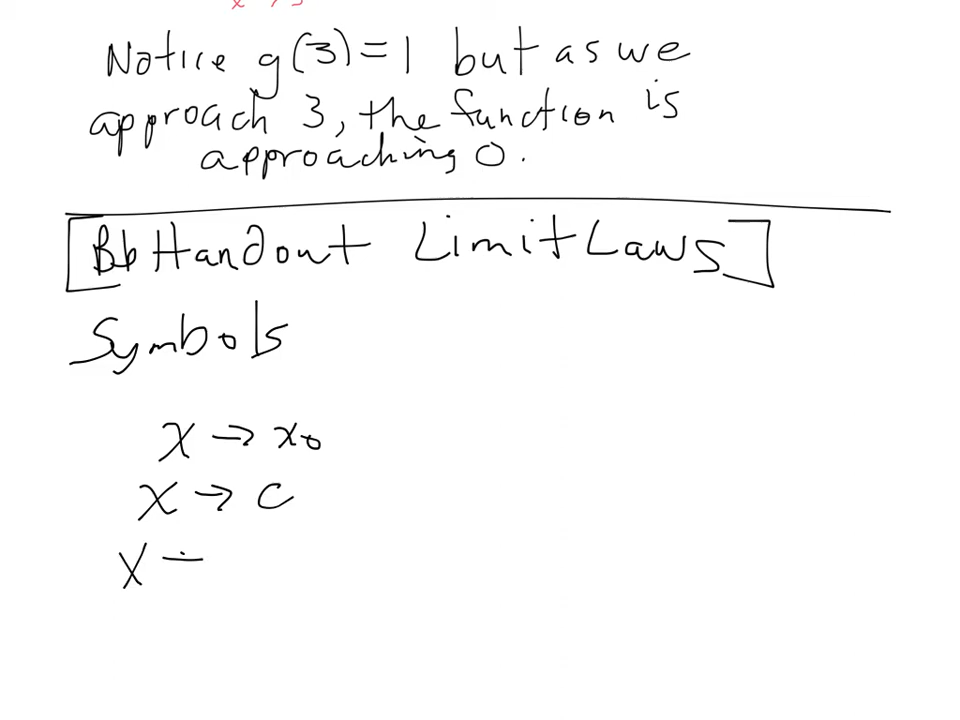 x → 3
Notice g(3) = 1 but as we
approach 3, the function is
approaching 0.
[Bb Handout Limit Laws]
Symbols
x → x₀
x → c
x